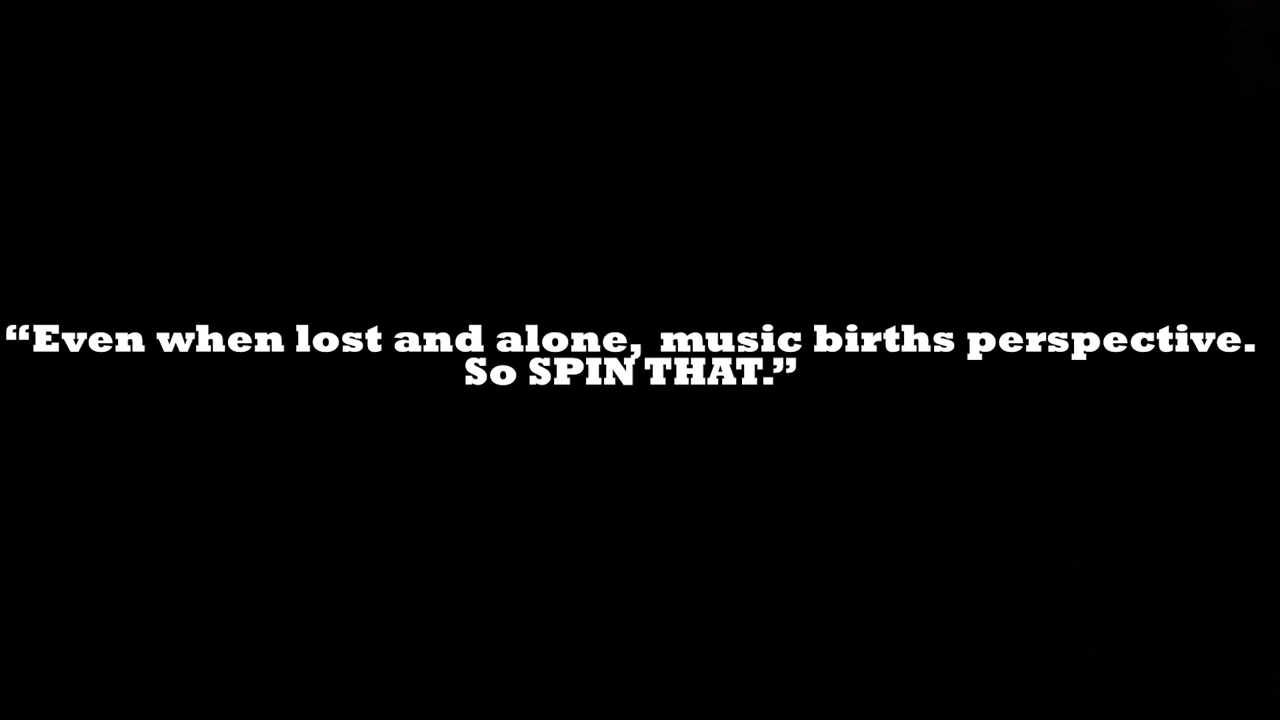 “Even when lost and alone, music births perspective.
So SPIN THAT.”